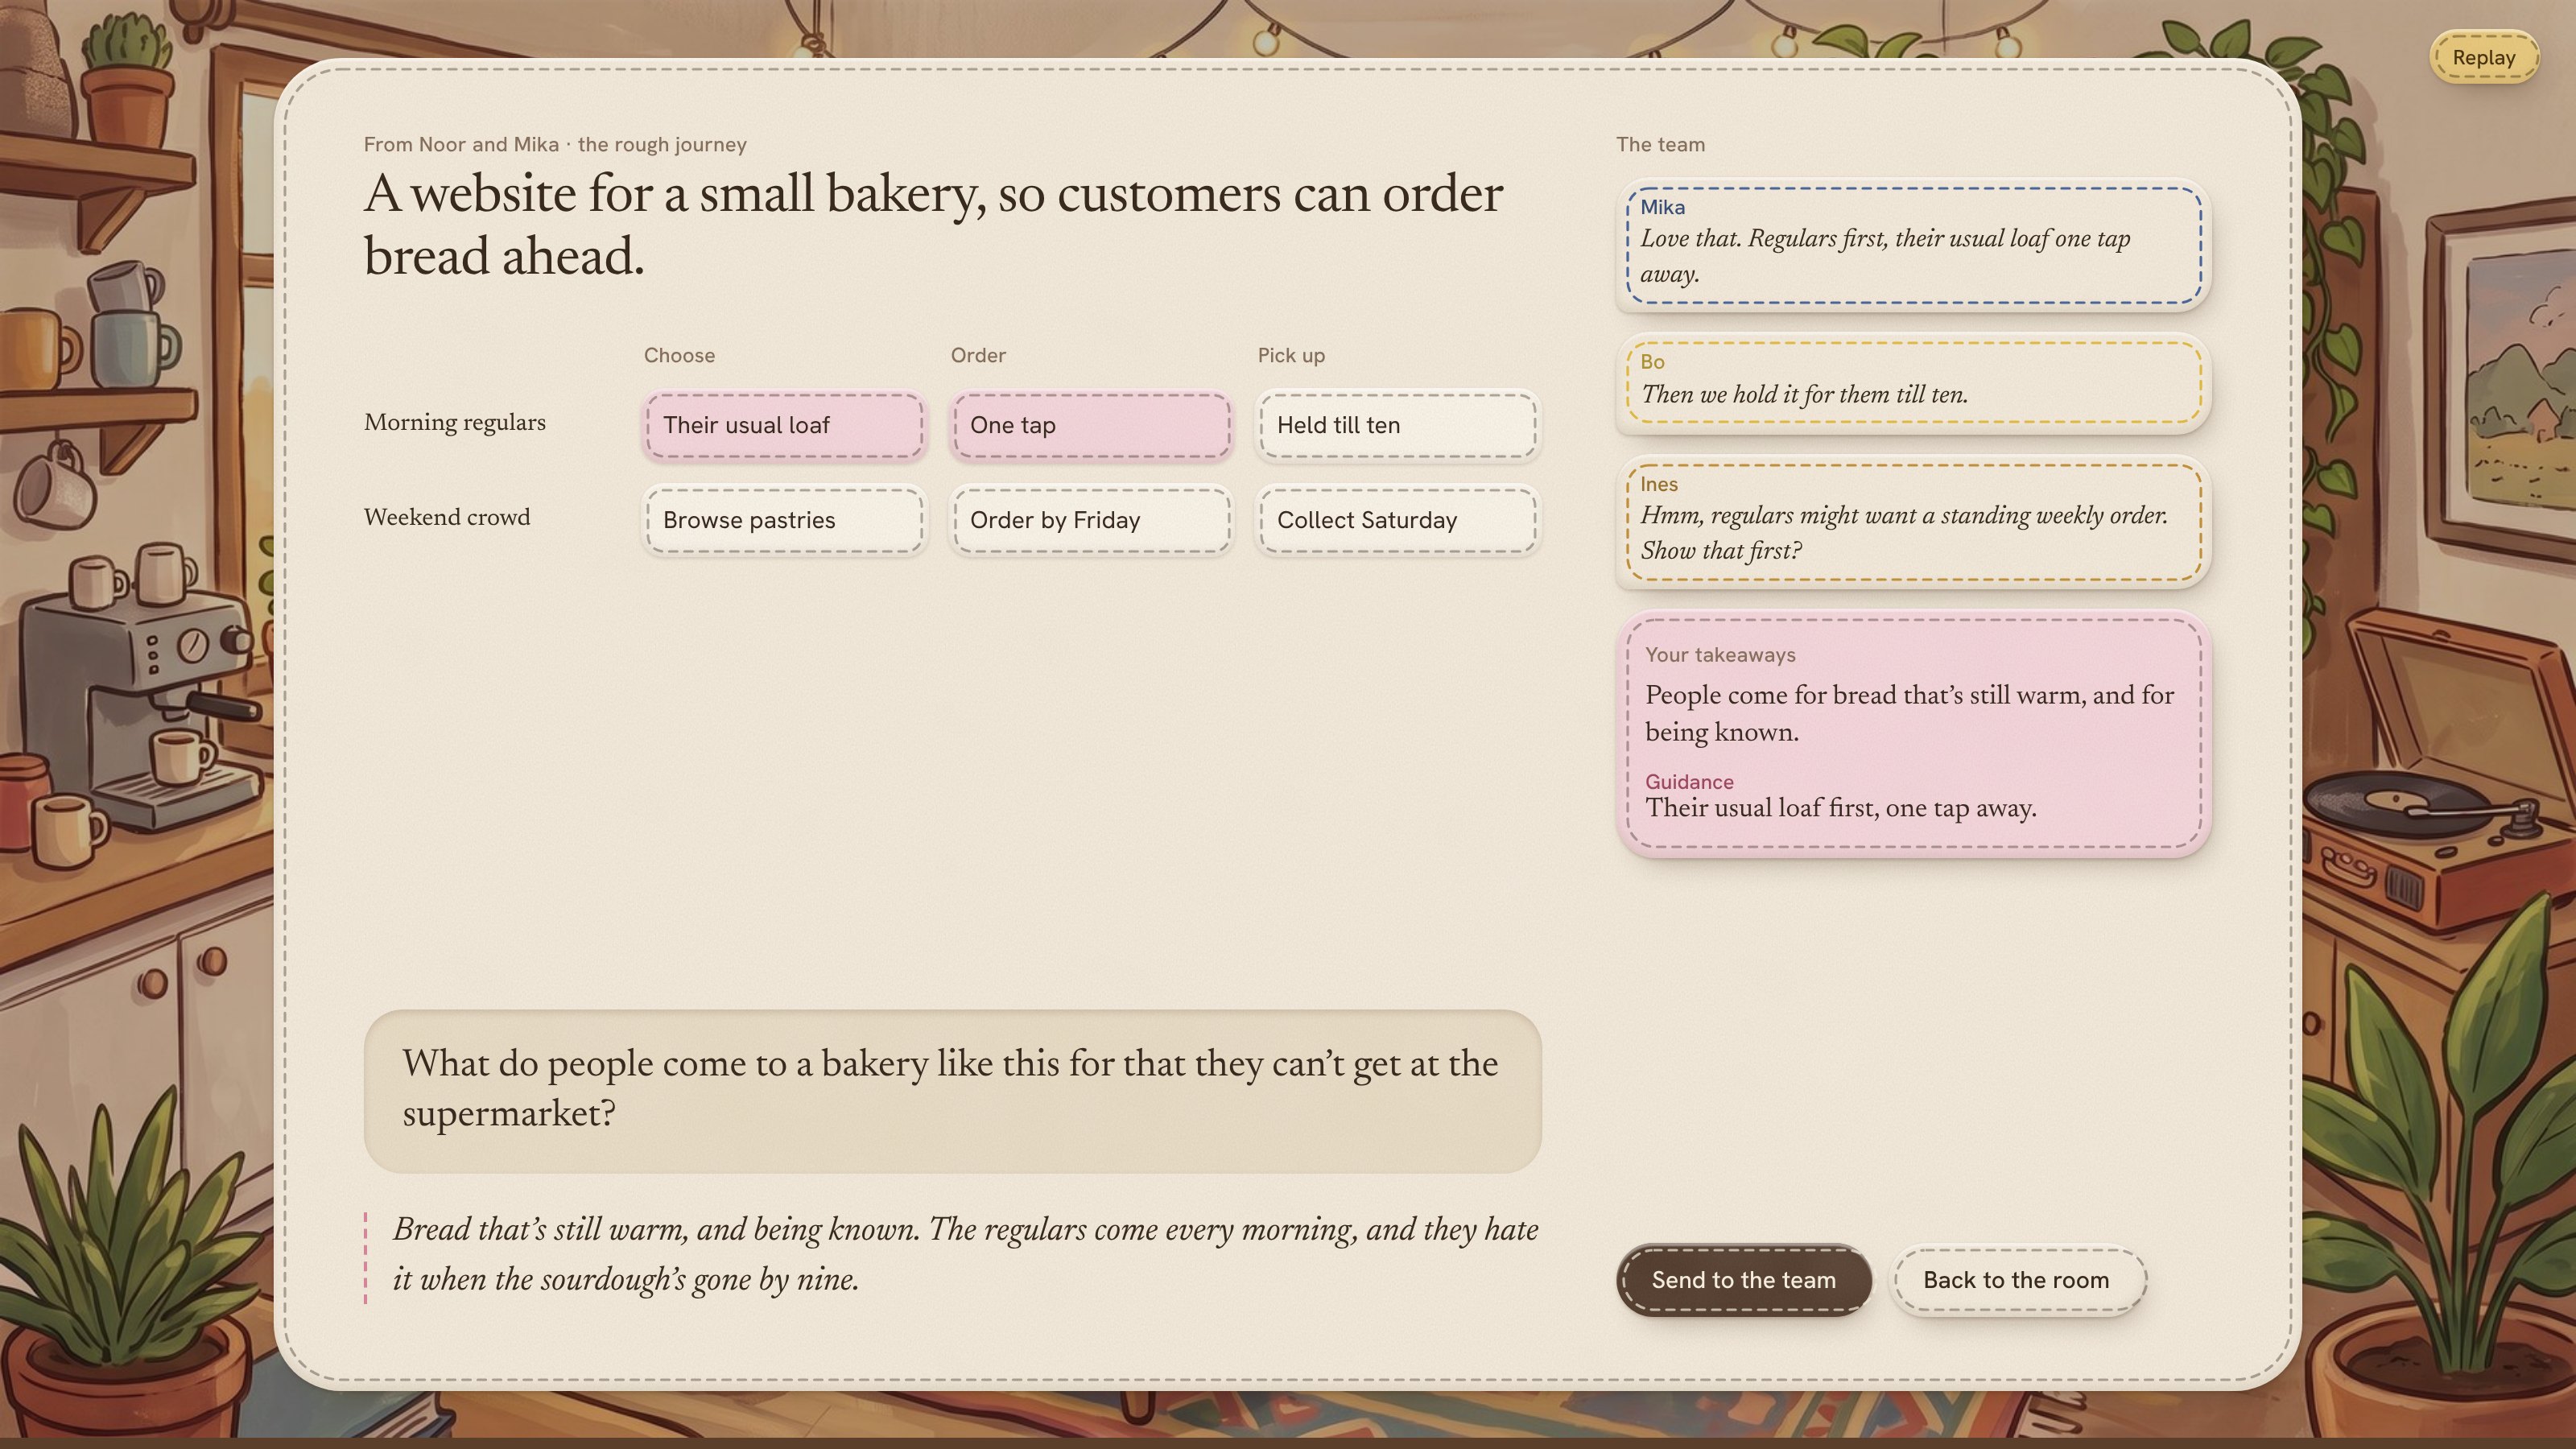 Replay
From Noor and Mika · the rough journey
A website for a small bakery, so customers can order
bread ahead.
Choose
Order
Pick up
Morning regulars
Their usual loaf
One tap
Held till ten
Weekend crowd
Browse pastries
Order by Friday
Collect Saturday
What do people come to a bakery like this for that they can’t get at the
supermarket?
Bread that’s still warm, and being known. The regulars come every morning, and they hate
it when the sourdough’s gone by nine.
The team
Mika
Love that. Regulars first, their usual loaf one tap
away.
Bo
Then we hold it for them till ten.
Ines
Hmm, regulars might want a standing weekly order.
Show that first?
Your takeaways
People come for bread that’s still warm, and for
being known.
Guidance
Their usual loaf first, one tap away.
Send to the team
Back to the room